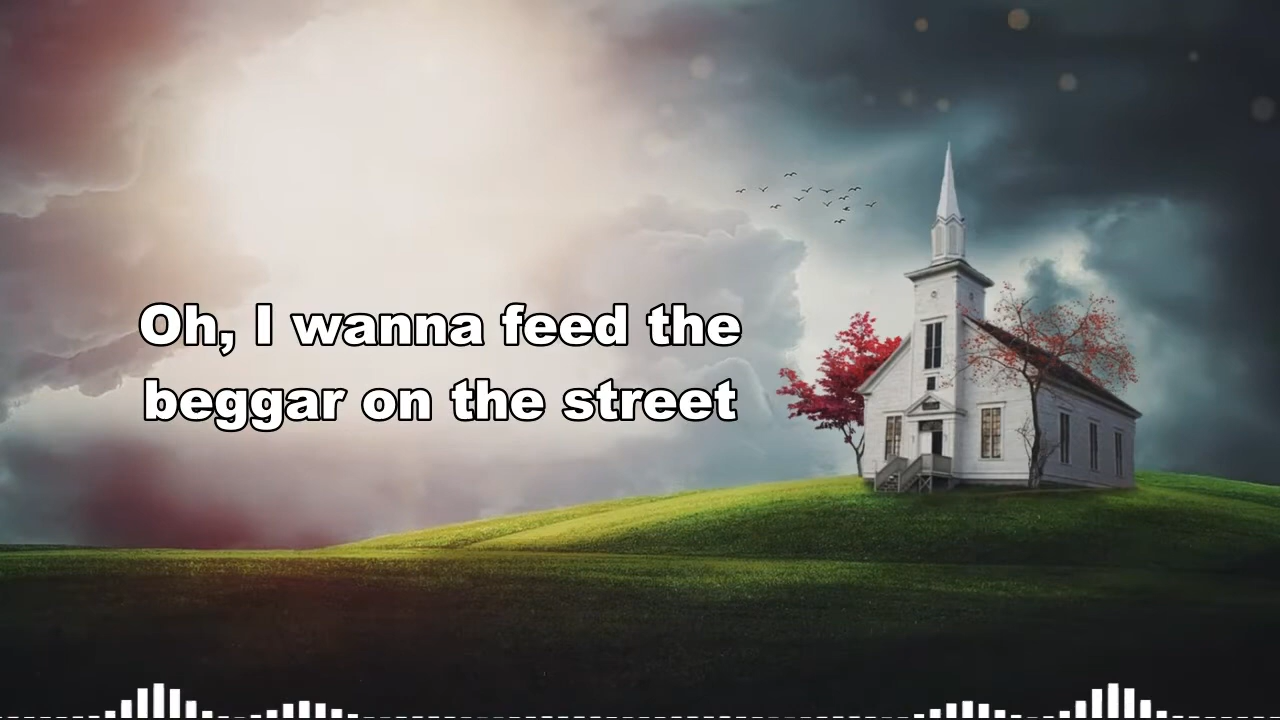 Oh, I wanna feed the
beggar on the street